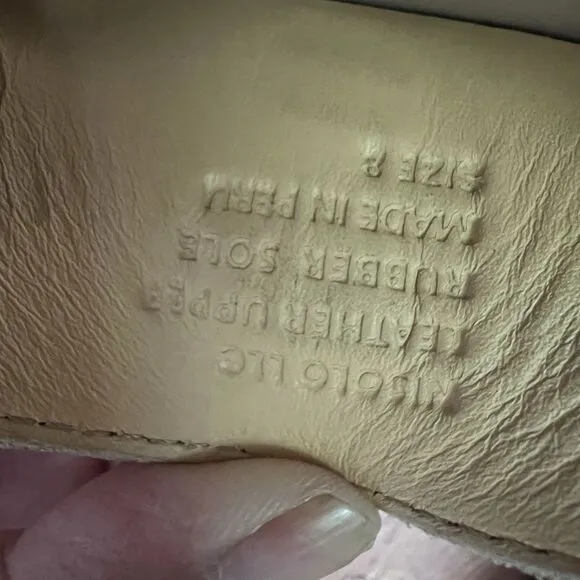 NISOLO LLC
LEATHER UPPER
RUBBER SOLE
MADE IN PERU
SIZE 8